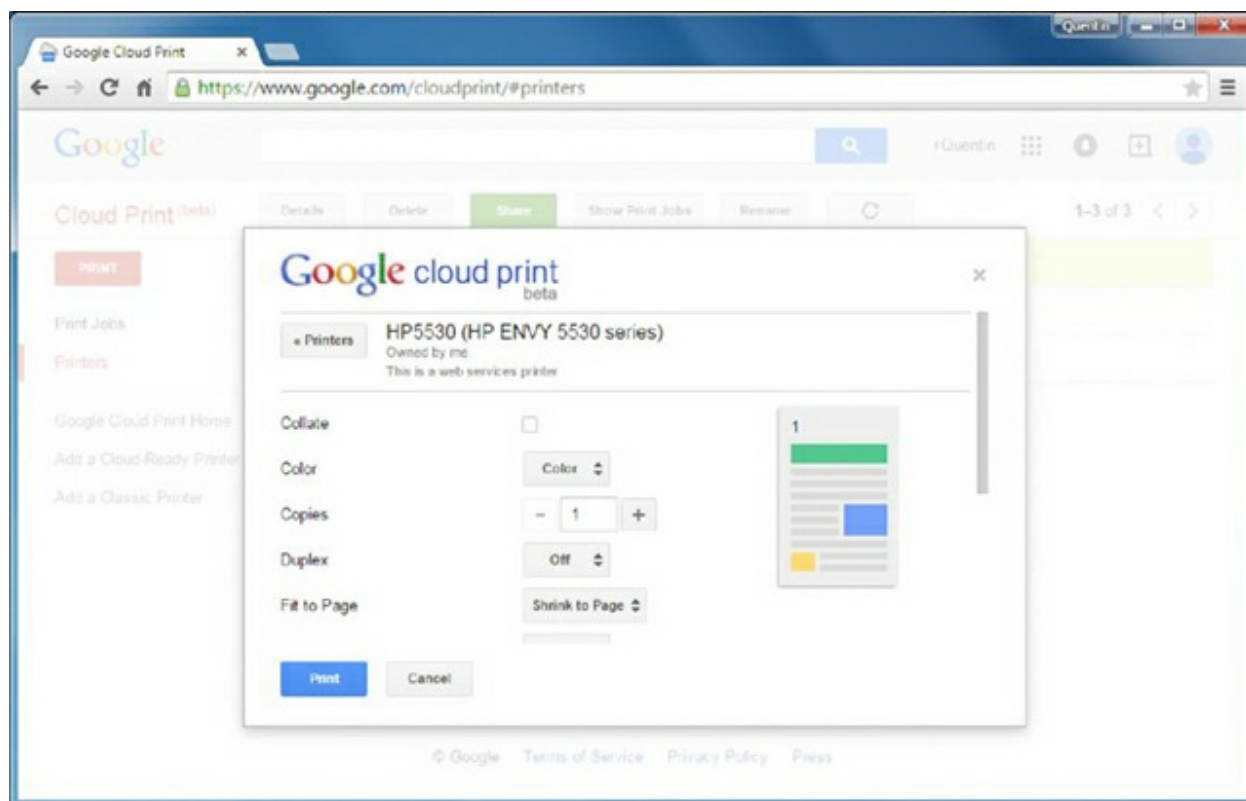 Quentin
Google Cloud Print
https://www.google.com/cloudprint/#printers
Google
+Quentin
Cloud Print (beta)
Details
Delete
Share
Show Print Jobs
Rename
1–3 of 3
PRINT
Print Jobs
Printers
Google Cloud Print Home
Add a Cloud-Ready Printer
Add a Classic Printer
Google cloud print
beta
« Printers
HP5530 (HP ENVY 5530 series)
Owned by me
This is a web services printer
Collate
Color
Color
Copies
1
Duplex
Off
Fit to Page
Shrink to Page
1
Print
Cancel
© Google
Terms of Service
Privacy Policy
Press